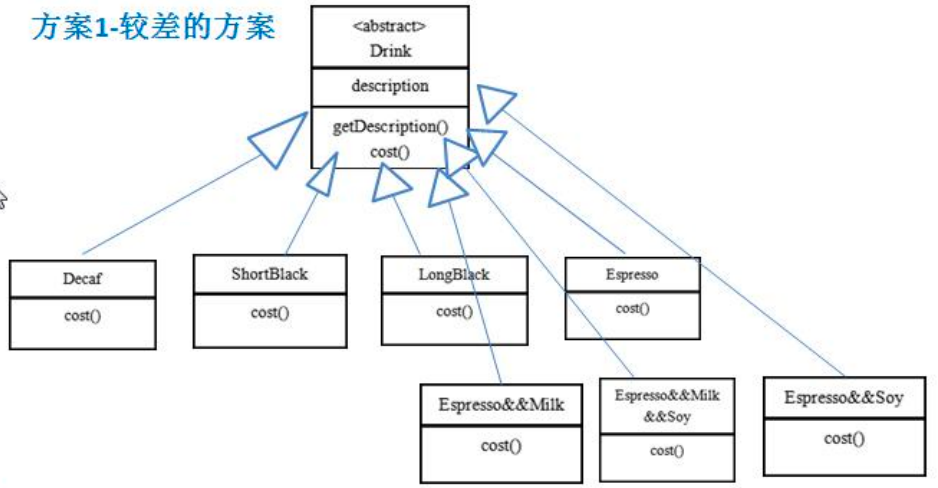 方案1-较差的方案
<abstract>
Drink
description
getDescription()
cost()
Decaf
cost()
ShortBlack
cost()
LongBlack
cost()
Espresso
cost()
Espresso&&Milk
cost()
Espresso&&Milk
&&Soy
cost()
Espresso&&Soy
cost()